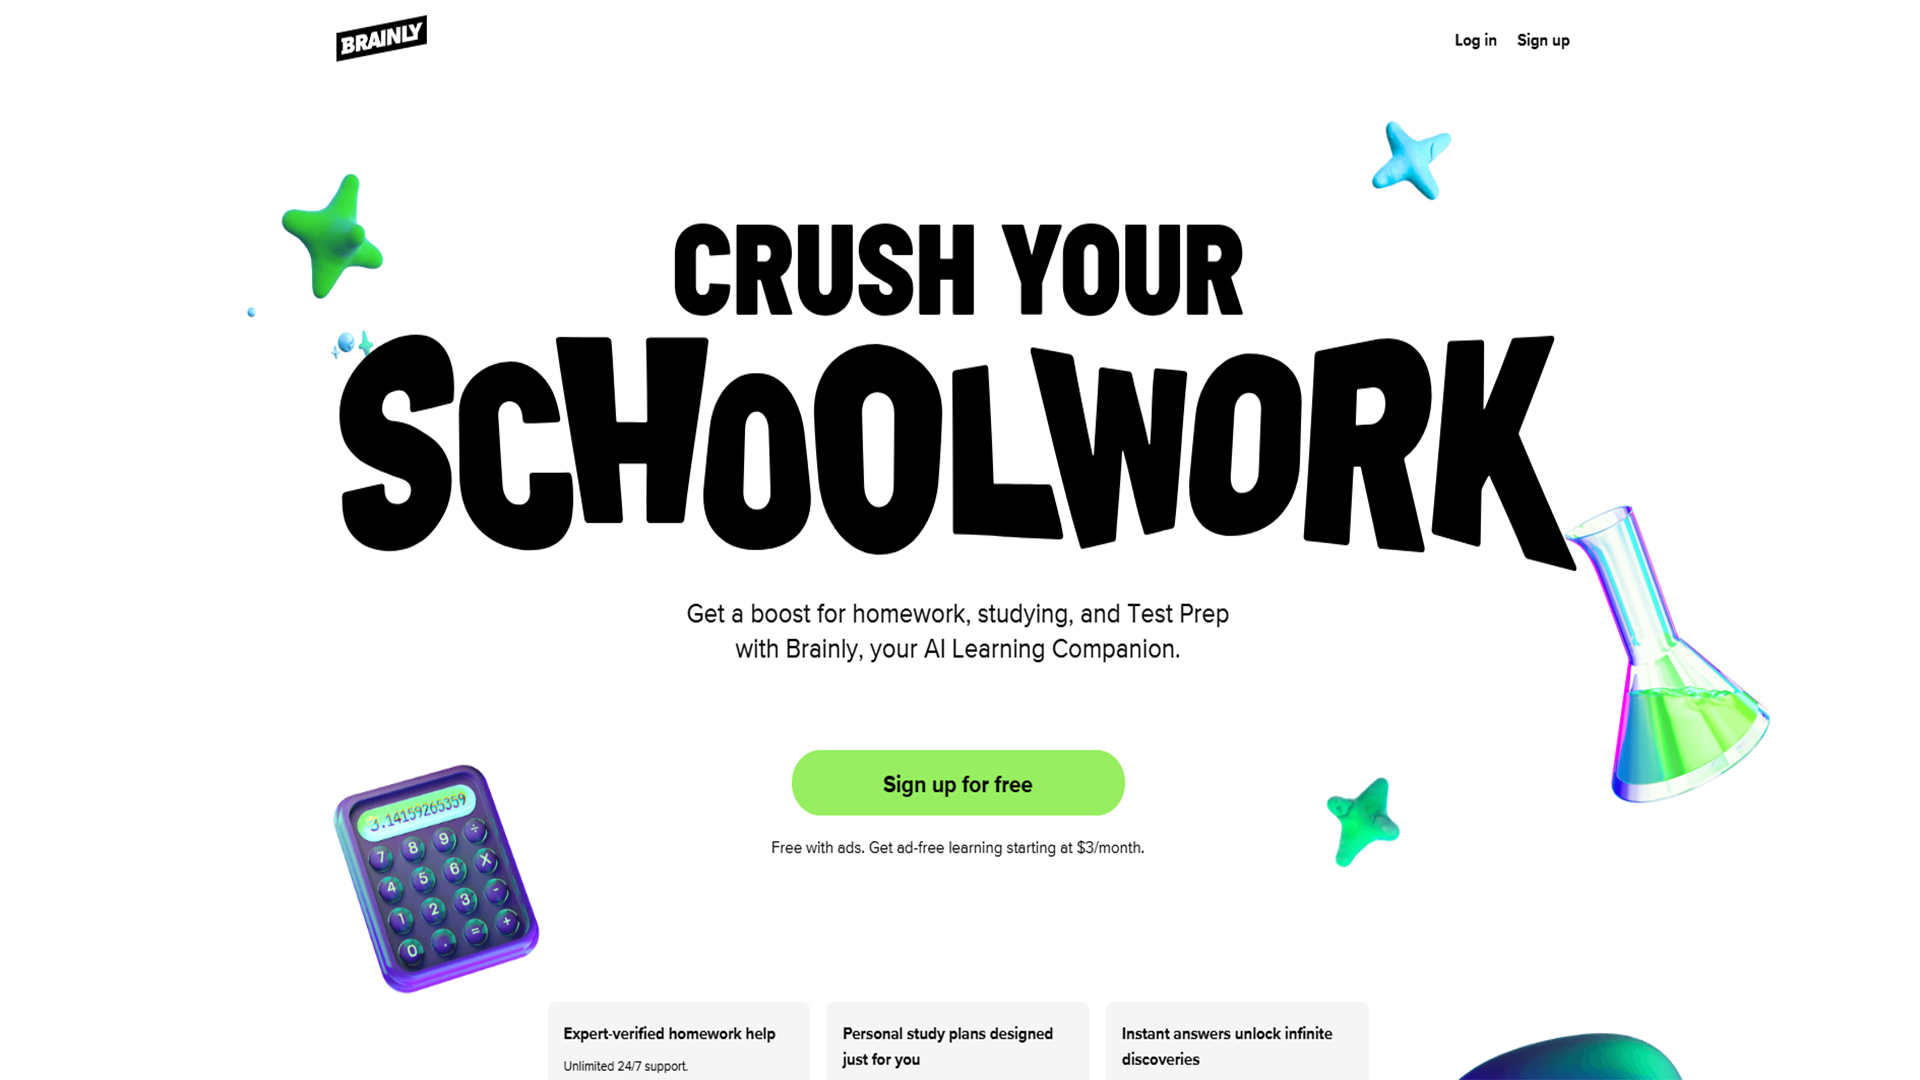 BRAINLY
Log in
Sign up
CRUSH YOUR
SCHOOLWORK
Get a boost for homework, studying, and Test Prep
with Brainly, your AI Learning Companion.
Sign up for free
Free with ads. Get ad-free learning starting at $3/month.
3.14159265359
7 8 9 ÷
4 5 6 X
1 2 3 -
0 . = +
Expert-verified homework help
Unlimited 24/7 support.
Personal study plans designed
just for you
Instant answers unlock infinite
discoveries